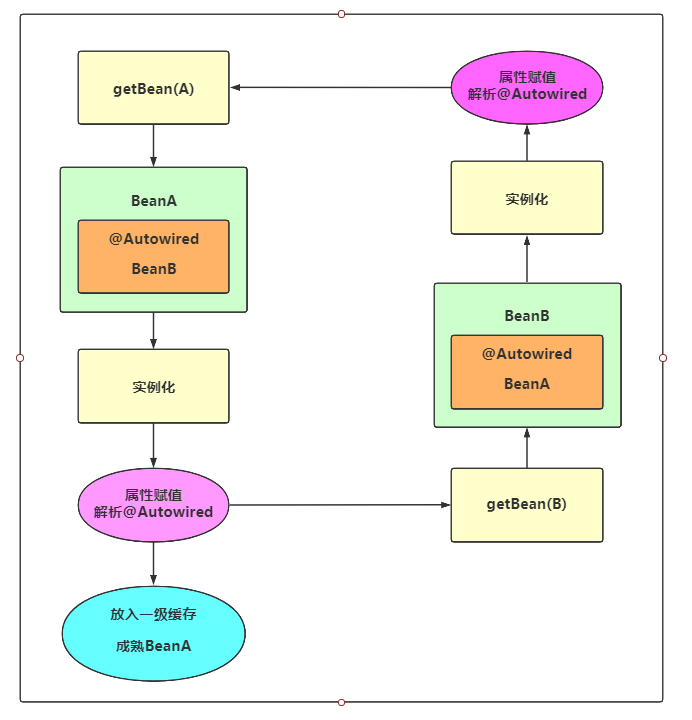 getBean(A)
BeanA
@Autowired
BeanB
实例化
属性赋值
解析@Autowired
放入一级缓存
成熟BeanA
getBean(B)
BeanB
@Autowired
BeanA
实例化
属性赋值
解析@Autowired